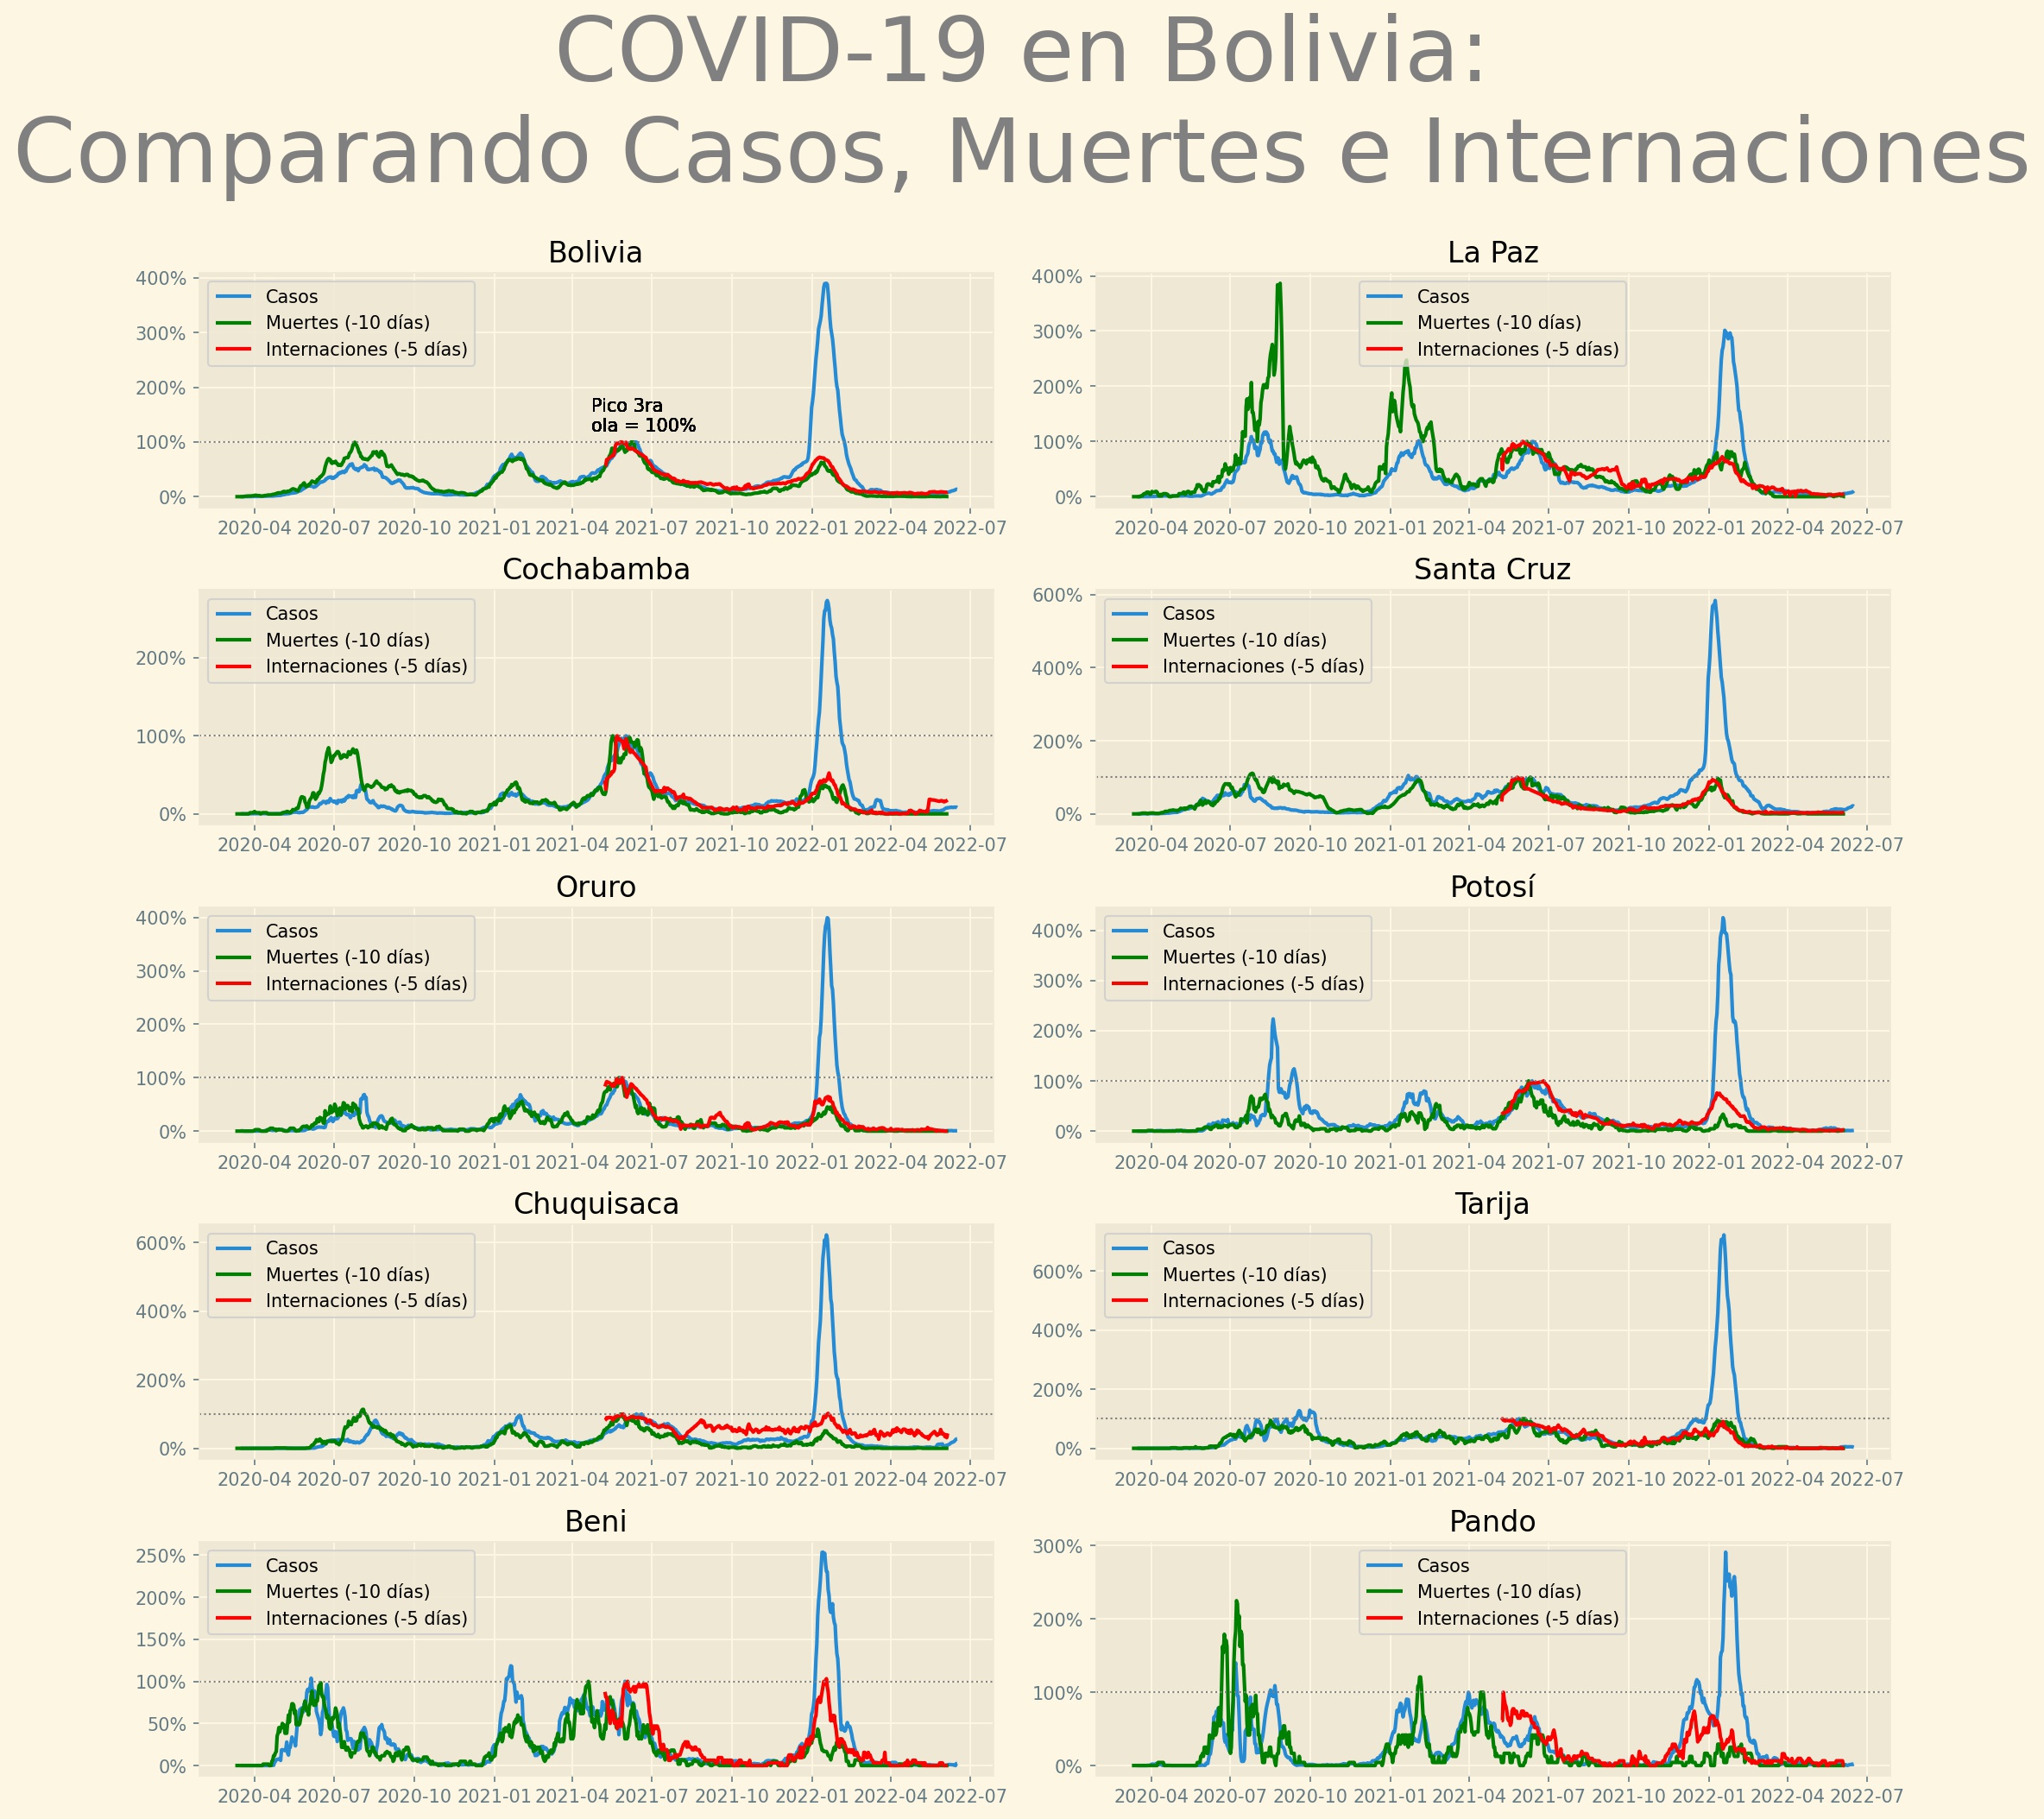 COVID-19 en Bolivia:
Comparando Casos, Muertes e Internaciones
Bolivia
400%
300%
200%
100%
0%
Casos
Muertes (-10 días)
Internaciones (-5 días)
Pico 3ra
ola = 100%
2020-04 2020-07 2020-10 2021-01 2021-04 2021-07 2021-10 2022-01 2022-04 2022-07
La Paz
400%
300%
200%
100%
0%
Casos
Muertes (-10 días)
Internaciones (-5 días)
2020-04 2020-07 2020-10 2021-01 2021-04 2021-07 2021-10 2022-01 2022-04 2022-07
Cochabamba
200%
100%
0%
Casos
Muertes (-10 días)
Internaciones (-5 días)
2020-04 2020-07 2020-10 2021-01 2021-04 2021-07 2021-10 2022-01 2022-04 2022-07
Santa Cruz
600%
400%
200%
0%
Casos
Muertes (-10 días)
Internaciones (-5 días)
2020-04 2020-07 2020-10 2021-01 2021-04 2021-07 2021-10 2022-01 2022-04 2022-07
Oruro
400%
300%
200%
100%
0%
Casos
Muertes (-10 días)
Internaciones (-5 días)
2020-04 2020-07 2020-10 2021-01 2021-04 2021-07 2021-10 2022-01 2022-04 2022-07
Potosí
400%
300%
200%
100%
0%
Casos
Muertes (-10 días)
Internaciones (-5 días)
2020-04 2020-07 2020-10 2021-01 2021-04 2021-07 2021-10 2022-01 2022-04 2022-07
Chuquisaca
600%
400%
200%
0%
Casos
Muertes (-10 días)
Internaciones (-5 días)
2020-04 2020-07 2020-10 2021-01 2021-04 2021-07 2021-10 2022-01 2022-04 2022-07
Tarija
600%
400%
200%
0%
Casos
Muertes (-10 días)
Internaciones (-5 días)
2020-04 2020-07 2020-10 2021-01 2021-04 2021-07 2021-10 2022-01 2022-04 2022-07
Beni
250%
200%
150%
100%
50%
0%
Casos
Muertes (-10 días)
Internaciones (-5 días)
2020-04 2020-07 2020-10 2021-01 2021-04 2021-07 2021-10 2022-01 2022-04 2022-07
Pando
300%
200%
100%
0%
Casos
Muertes (-10 días)
Internaciones (-5 días)
2020-04 2020-07 2020-10 2021-01 2021-04 2021-07 2021-10 2022-01 2022-04 2022-07